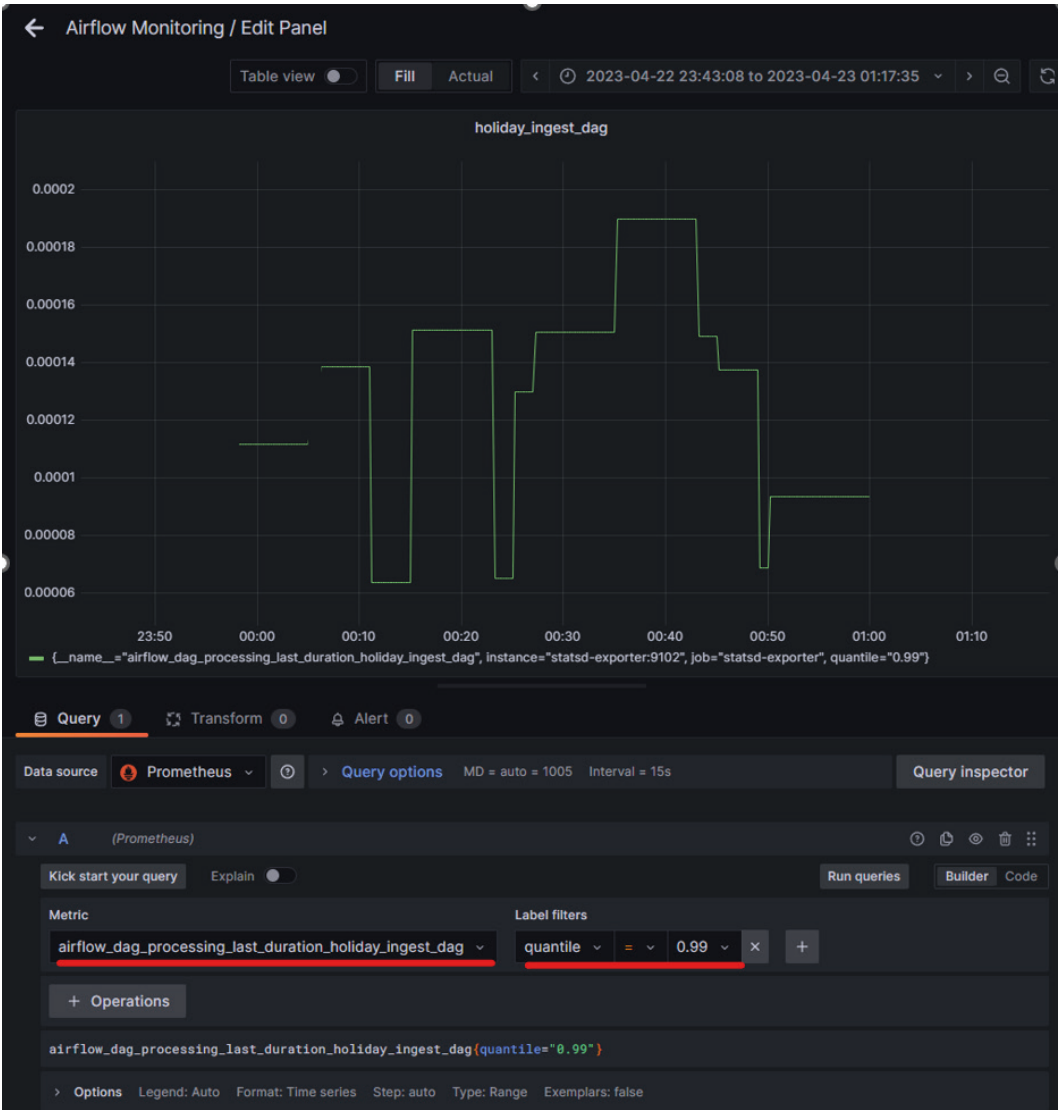 Airflow Monitoring / Edit Panel
Table view Fill Actual 2023-04-22 23:43:08 to 2023-04-23 01:17:35
holiday_ingest_dag
0.0002
0.00018
0.00016
0.00014
0.00012
0.0001
0.00008
0.00006
23:50 00:00 00:10 00:20 00:30 00:40 00:50 01:00 01:10
{__name__="airflow_dag_processing_last_duration_holiday_ingest_dag", instance="statsd-exporter:9102", job="statsd-exporter", quantile="0.99"}
Query 1 Transform 0 Alert 0
Data source Prometheus Query options MD = auto = 1005 Interval = 15s Query inspector
A (Prometheus)
Kick start your query Explain Run queries Builder Code
Metric Label filters
airflow_dag_processing_last_duration_holiday_ingest_dag quantile = 0.99
+ Operations
airflow_dag_processing_last_duration_holiday_ingest_dag{quantile="0.99"}
Options Legend: Auto Format: Time series Step: auto Type: Range Exemplars: false